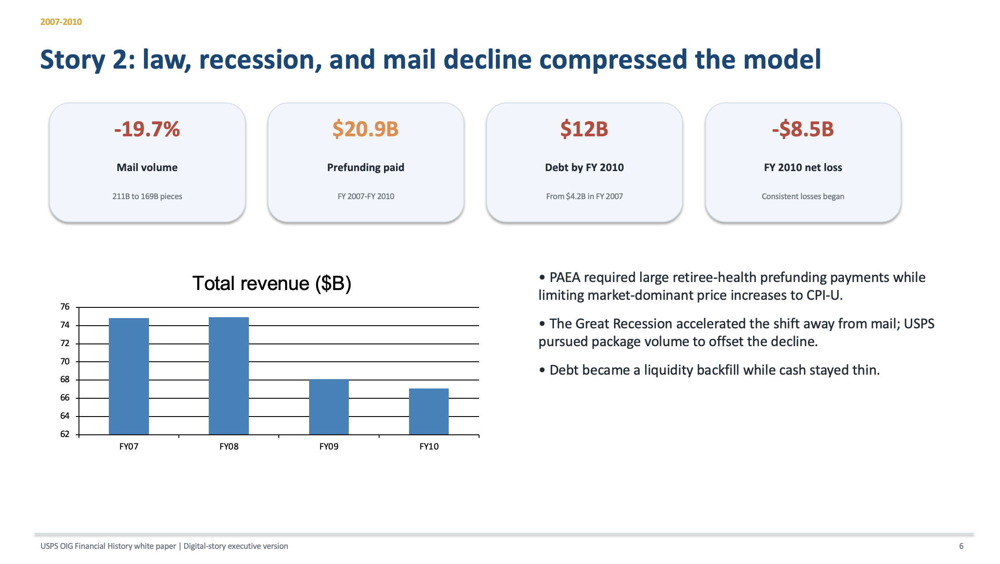 2007-2010
Story 2: law, recession, and mail decline compressed the model
-19.7%
Mail volume
211B to 169B pieces
$20.9B
Prefunding paid
FY 2007-FY 2010
$12B
Debt by FY 2010
From $4.2B in FY 2007
-$8.5B
FY 2010 net loss
Consistent losses began
Total revenue ($B)
76
74
72
70
68
66
64
62
FY07
FY08
FY09
FY10
• PAEA required large retiree-health prefunding payments while
limiting market-dominant price increases to CPI-U.
• The Great Recession accelerated the shift away from mail; USPS
pursued package volume to offset the decline.
• Debt became a liquidity backfill while cash stayed thin.
USPS OIG Financial History white paper | Digital-story executive version
6